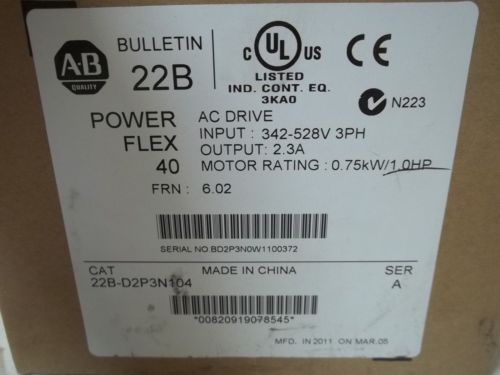 A-B
QUALITY
BULLETIN
22B
C UL US
LISTED
IND. CONT. EQ.
3KA0
CE
N223
POWER
FLEX
40
AC DRIVE
INPUT : 342-528V 3PH
OUTPUT: 2.3A
MOTOR RATING : 0.75kW/1.0HP
FRN : 6.02
SERIAL NO.BD2P3N0W1100372
CAT
22B-D2P3N104
MADE IN CHINA
SER
A
*00820919078545*
MFD. IN 2011 ON MAR.05